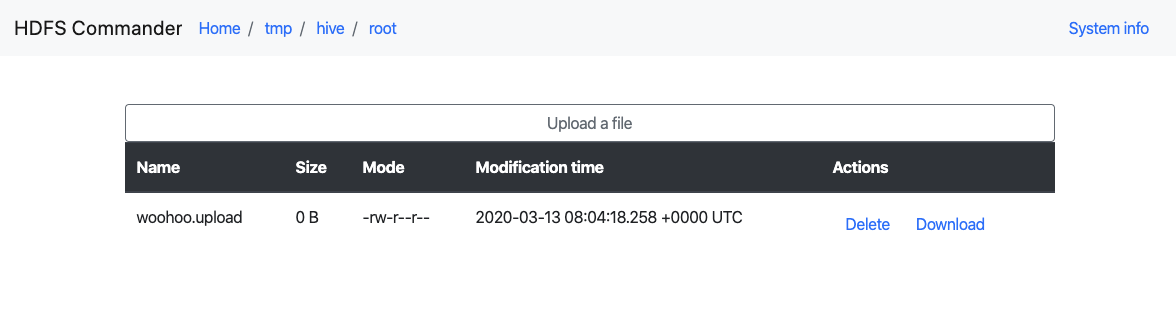 HDFS Commander Home / tmp / hive / root System info
Upload a file
Name Size Mode Modification time Actions
woohoo.upload 0 B -rw-r--r-- 2020-03-13 08:04:18.258 +0000 UTC Delete Download